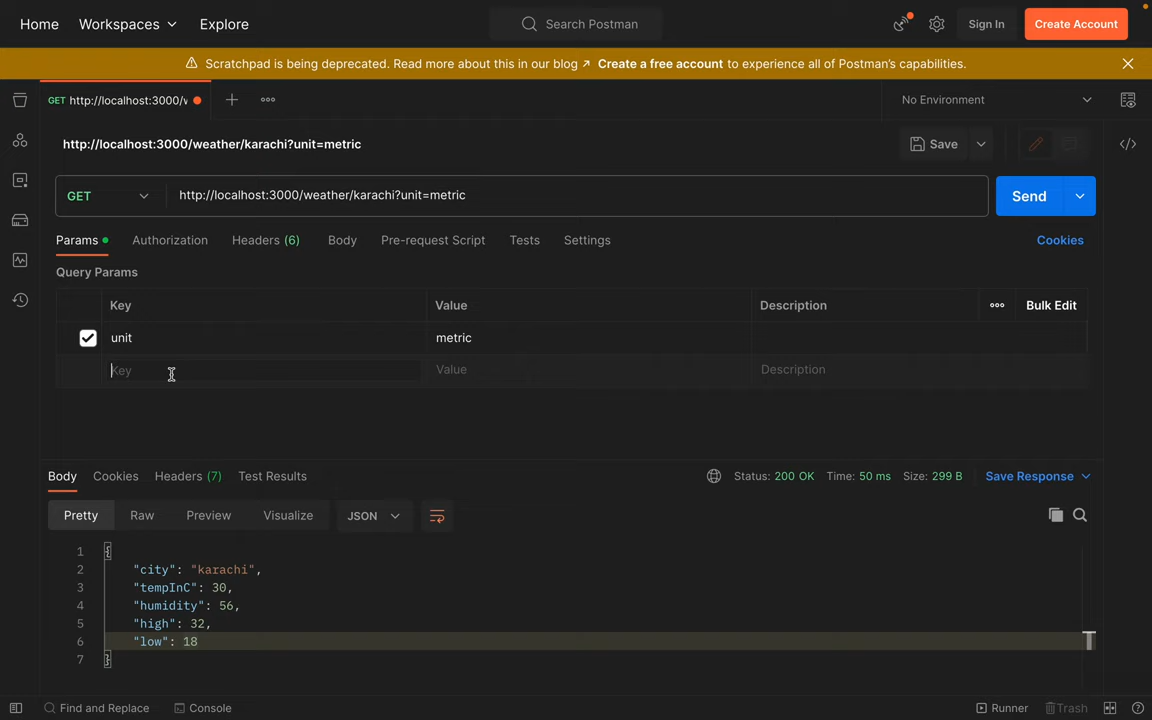 Home Workspaces Explore Search Postman Sign In Create Account
Scratchpad is being deprecated. Read more about this in our blog ↗ Create a free account to experience all of Postman's capabilities.
GET http://localhost:3000/v No Environment
http://localhost:3000/weather/karachi?unit=metric Save
GET http://localhost:3000/weather/karachi?unit=metric Send
Params Authorization Headers (6) Body Pre-request Script Tests Settings Cookies
Query Params
Key Value Description Bulk Edit
unit metric
Key Value Description
Body Cookies Headers (7) Test Results Status: 200 OK Time: 50 ms Size: 299 B Save Response
Pretty Raw Preview Visualize JSON
1 {
2 "city": "karachi",
3 "tempInC": 30,
4 "humidity": 56,
5 "high": 32,
6 "low": 18
7 }
Find and Replace Console Runner Trash